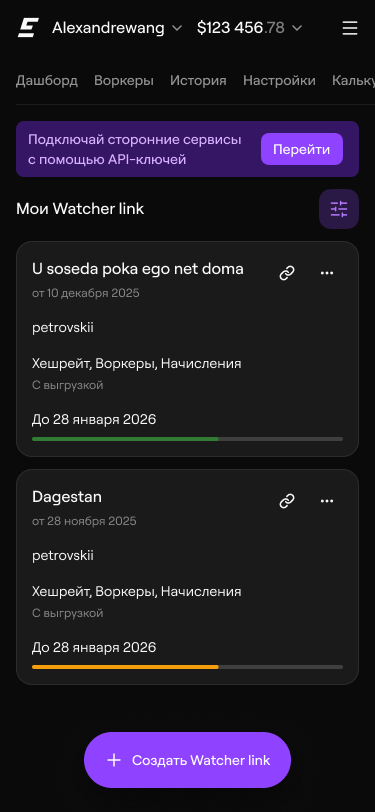 Alexandrewang $123 456.78
Дашборд Воркеры История Настройки Кальку
Подключай сторонние сервисы
с помощью API-ключей
Перейти
Мои Watcher link
U soseda poka ego net doma
от 10 декабря 2025
petrovskii
Хешрейт, Воркеры, Начисления
С выгрузкой
До 28 января 2026
Dagestan
от 28 ноября 2025
petrovskii
Хешрейт, Воркеры, Начисления
С выгрузкой
До 28 января 2026
Создать Watcher link